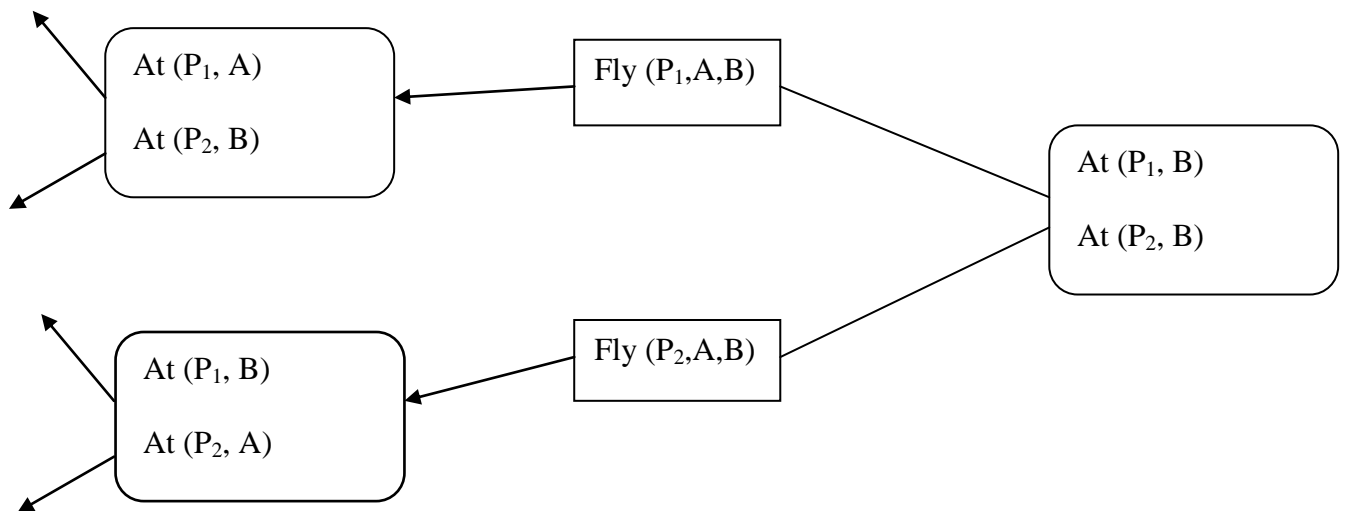 At (P₁, A)
At (P₂, B)
Fly (P₁,A,B)
At (P₁, B)
At (P₂, B)
Fly (P₂,A,B)
At (P₁, B)
At (P₂, A)